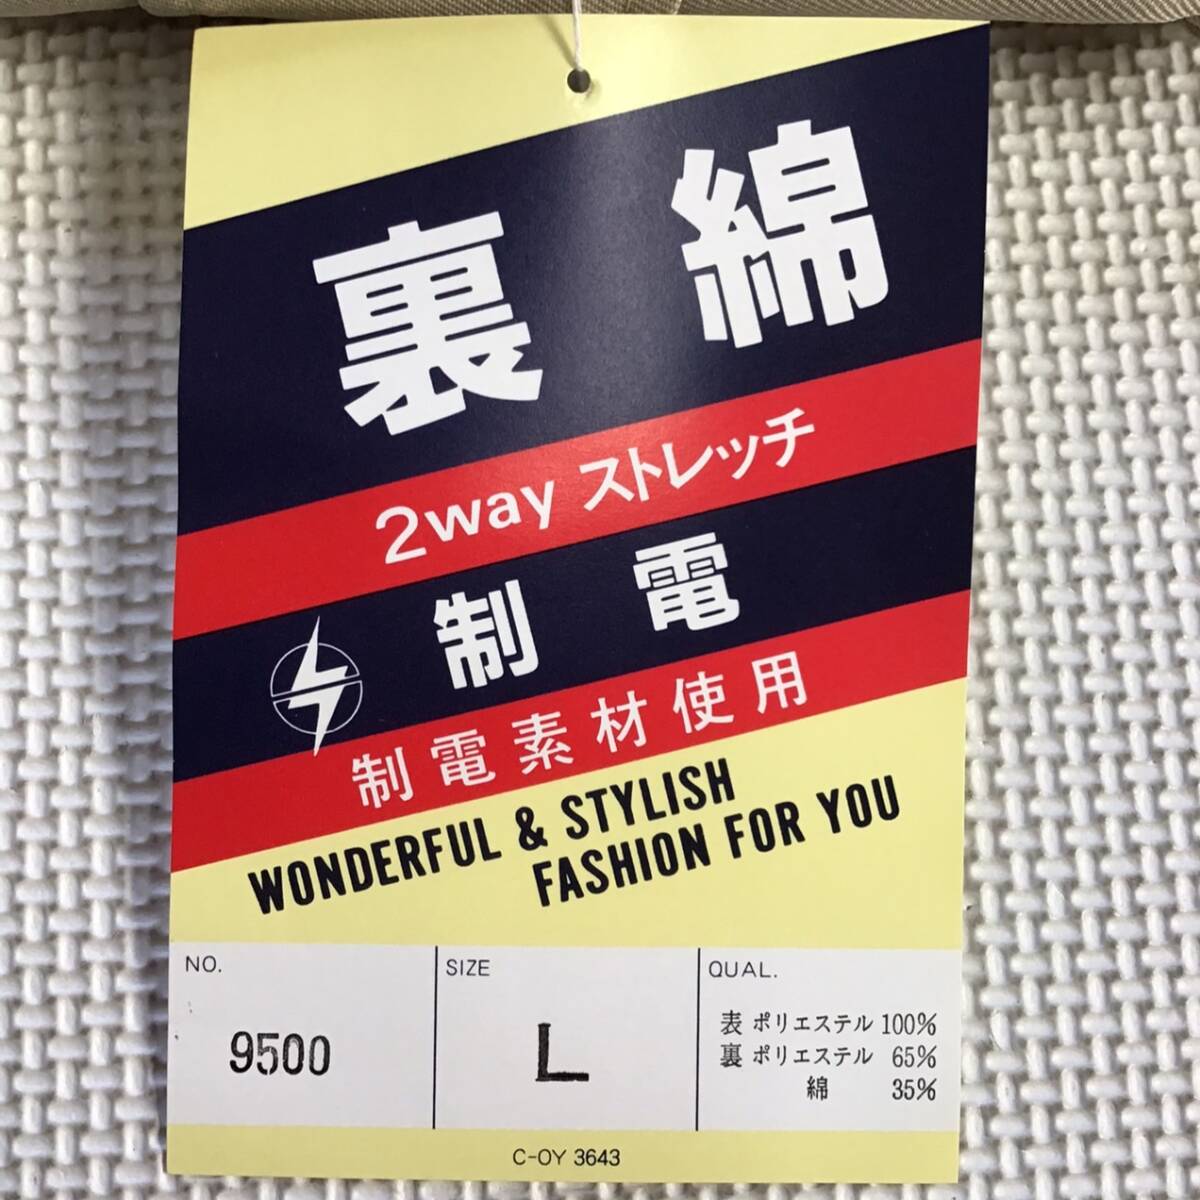 裏綿
2way ストレッチ
制電
制電素材使用
WONDERFUL & STYLISH
FASHION FOR YOU
NO.
9500
SIZE
L
QUAL.
表 ポリエステル 100%
裏 ポリエステル 65%
綿 35%
C-OY 3643